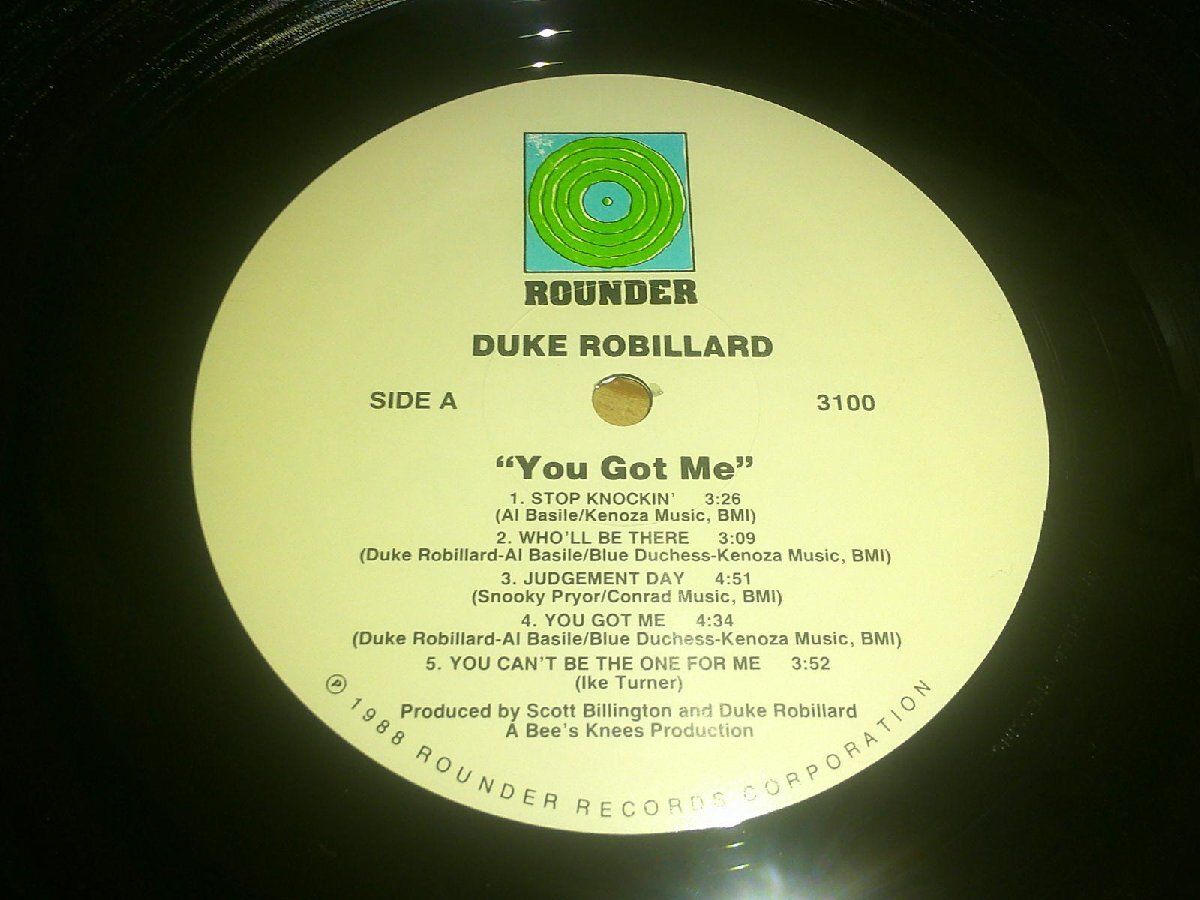 ROUNDER
DUKE ROBILLARD
SIDE A 3100
“You Got Me”
1. STOP KNOCKIN' 3:26
(Al Basile/Kenoza Music, BMI)
2. WHO'LL BE THERE 3:09
(Duke Robillard-Al Basile/Blue Duchess-Kenoza Music, BMI)
3. JUDGEMENT DAY 4:51
(Snooky Pryor/Conrad Music, BMI)
4. YOU GOT ME 4:34
(Duke Robillard-Al Basile/Blue Duchess-Kenoza Music, BMI)
5. YOU CAN'T BE THE ONE FOR ME 3:52
(Ike Turner)
Produced by Scott Billington and Duke Robillard
A Bee's Knees Production
℗ 1988 ROUNDER RECORDS CORPORATION